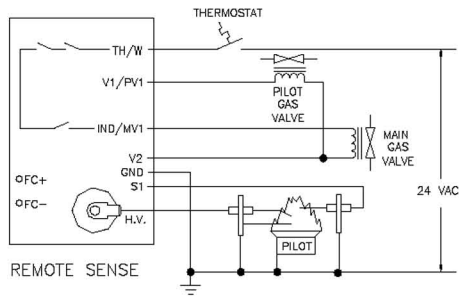 THERMOSTAT
TH/W
V1/PV1
PILOT
GAS
VALVE
IND/MV1
MAIN
GAS
VALVE
V2
GND
S1
FC+
FC-
H.V.
24 VAC
PILOT
REMOTE SENSE